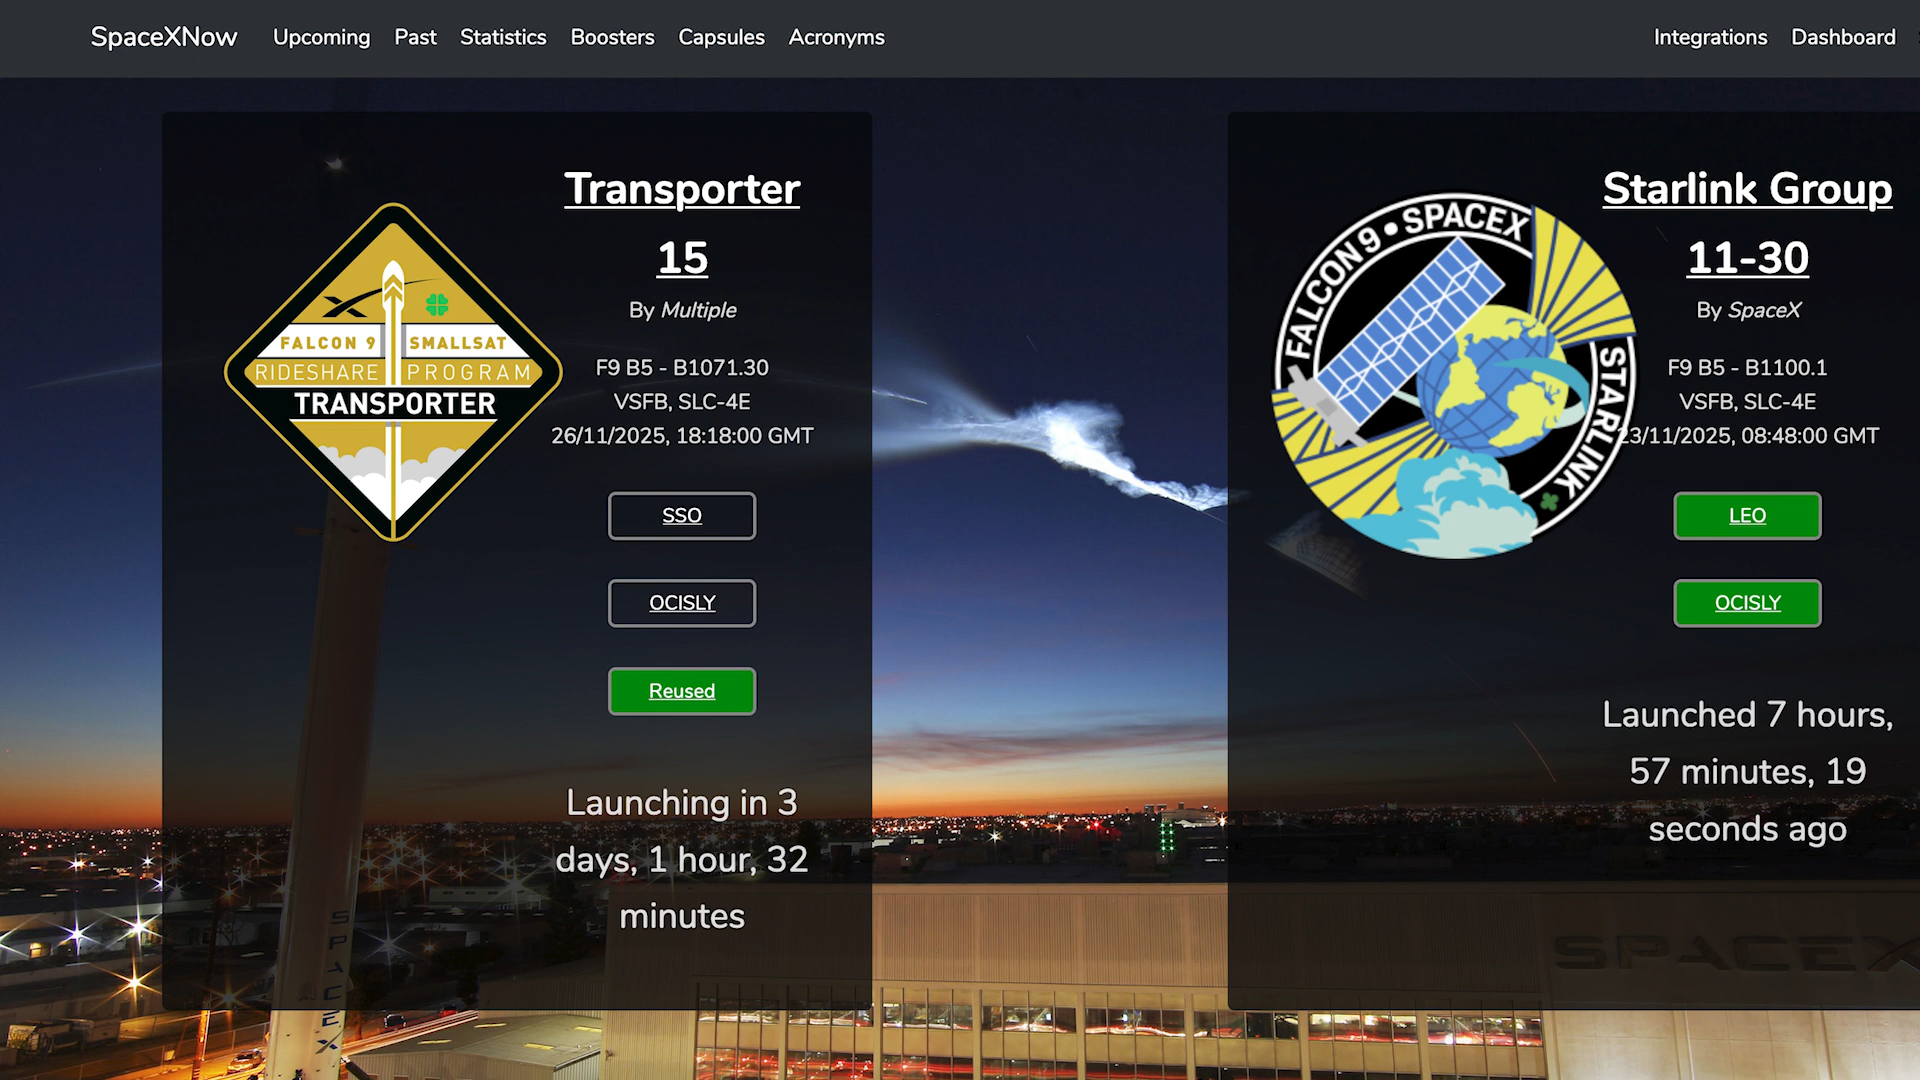 SpaceXNow
Upcoming
Past
Statistics
Boosters
Capsules
Acronyms
Integrations
Dashboard
FALCON 9 SMALLSAT
RIDESHARE PROGRAM
TRANSPORTER
Transporter
15
By Multiple
F9 B5 - B1071.30
VSFB, SLC-4E
26/11/2025, 18:18:00 GMT
SSO
OCISLY
Reused
Launching in 3
days, 1 hour, 32
minutes
FALCON 9 • SPACEX
STARLINK
Starlink Group
11-30
By SpaceX
F9 B5 - B1100.1
VSFB, SLC-4E
23/11/2025, 08:48:00 GMT
LEO
OCISLY
Launched 7 hours,
57 minutes, 19
seconds ago
SPACEX
SPACEX